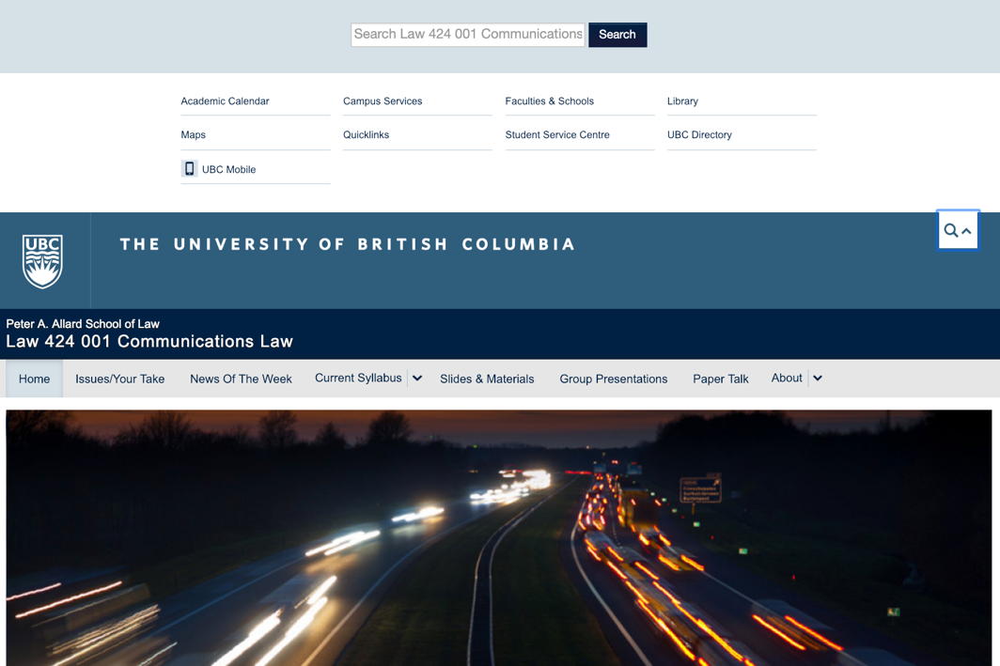 Search Law 424 001 Communications
Search
Academic Calendar
Campus Services
Faculties & Schools
Library
Maps
Quicklinks
Student Service Centre
UBC Directory
UBC Mobile
UBC
THE UNIVERSITY OF BRITISH COLUMBIA
Peter A. Allard School of Law
Law 424 001 Communications Law
Home
Issues/Your Take
News Of The Week
Current Syllabus
Slides & Materials
Group Presentations
Paper Talk
About